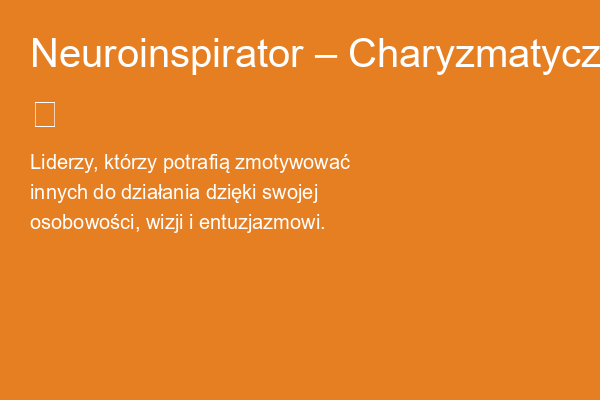 Neuroinspirator – Charyzmatycz
Liderzy, którzy potrafią zmotywować
innych do działania dzięki swojej
osobowości, wizji i entuzjazmowi.